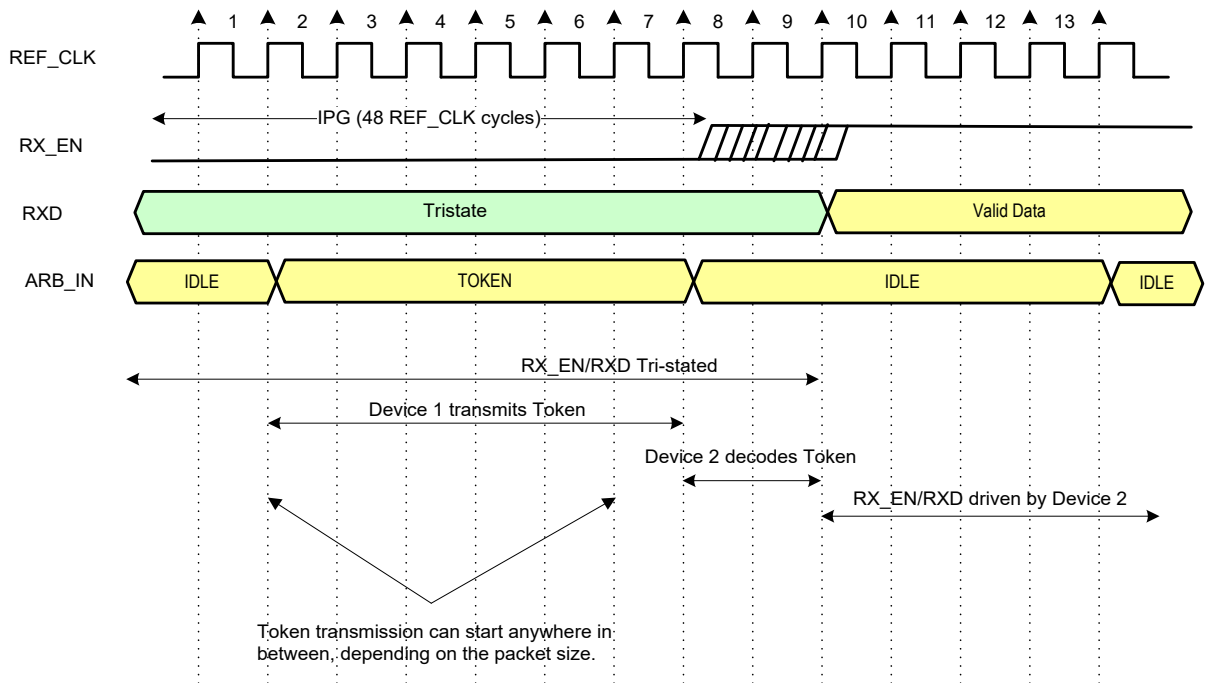 1 2 3 4 5 6 7 8 9 10 11 12 13
REF_CLK
IPG (48 REF_CLK cycles)
RX_EN
RXD Tristate Valid Data
ARB_IN IDLE TOKEN IDLE IDLE
RX_EN/RXD Tri-stated
Device 1 transmits Token
Device 2 decodes Token
RX_EN/RXD driven by Device 2
Token transmission can start anywhere in
between, depending on the packet size.